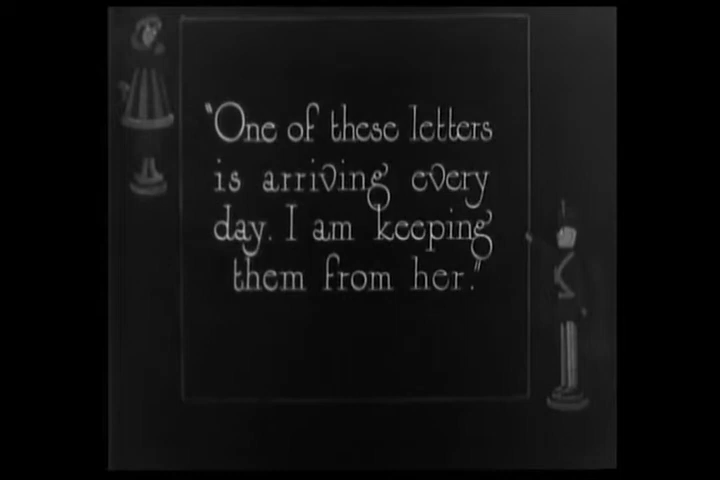 "One of these letters
is arriving every
day. I am keeping
them from her."